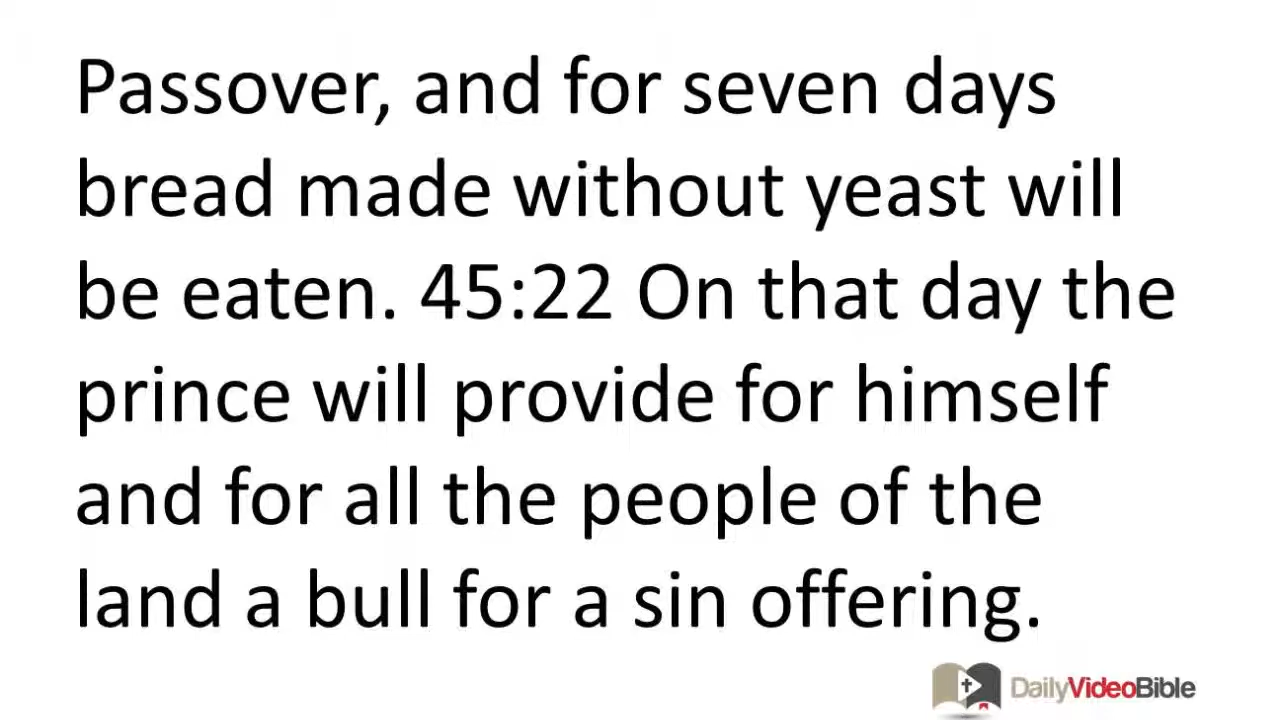 Passover, and for seven days
bread made without yeast will
be eaten. 45:22 On that day the
prince will provide for himself
and for all the people of the
land a bull for a sin offering.
DailyVideoBible